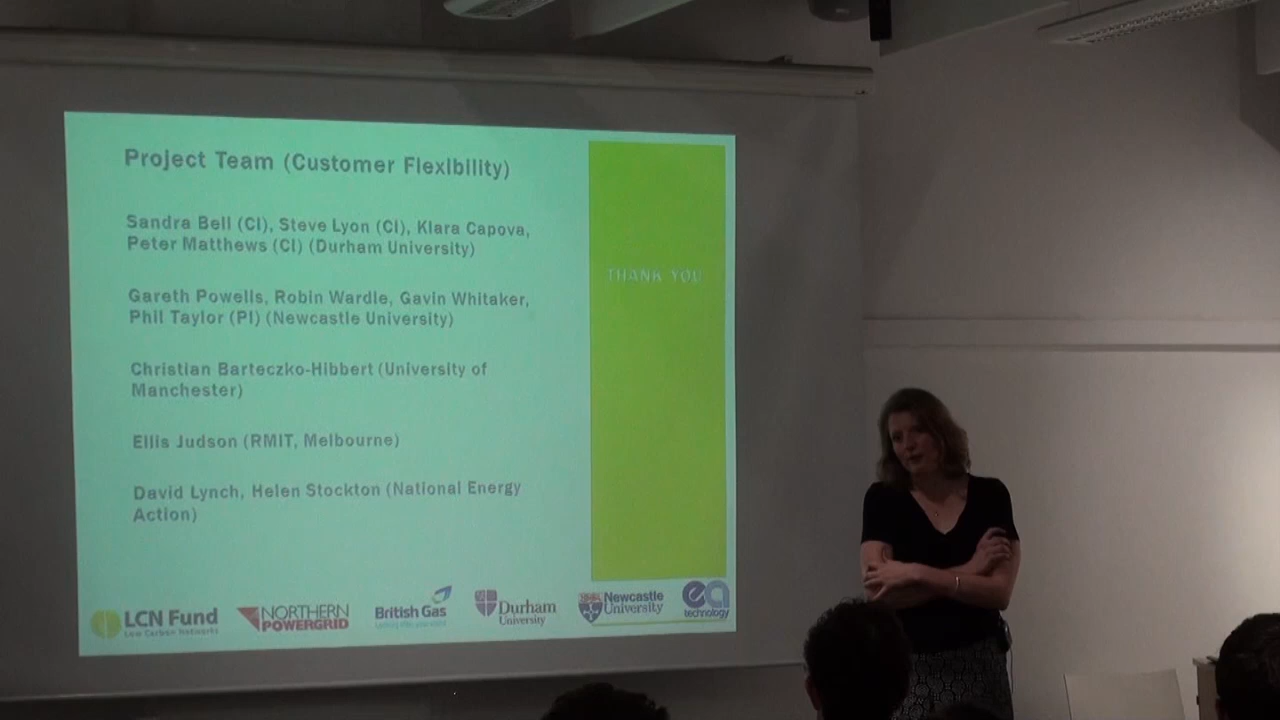 Project Team (Customer Flexibility)
Sandra Bell (CI), Steve Lyon (CI), Klara Capova,
Peter Matthews (CI) (Durham University)
Gareth Powells, Robin Wardle, Gavin Whitaker,
Phil Taylor (PI) (Newcastle University)
Christian Barteczko-Hibbert (University of
Manchester)
Ellis Judson (RMIT, Melbourne)
David Lynch, Helen Stockton (National Energy
Action)
THANK YOU
LCN Fund
Low Carbon Networks
NORTHERN
POWERGRID
British Gas
Durham
University
Newcastle
University
ea
technology